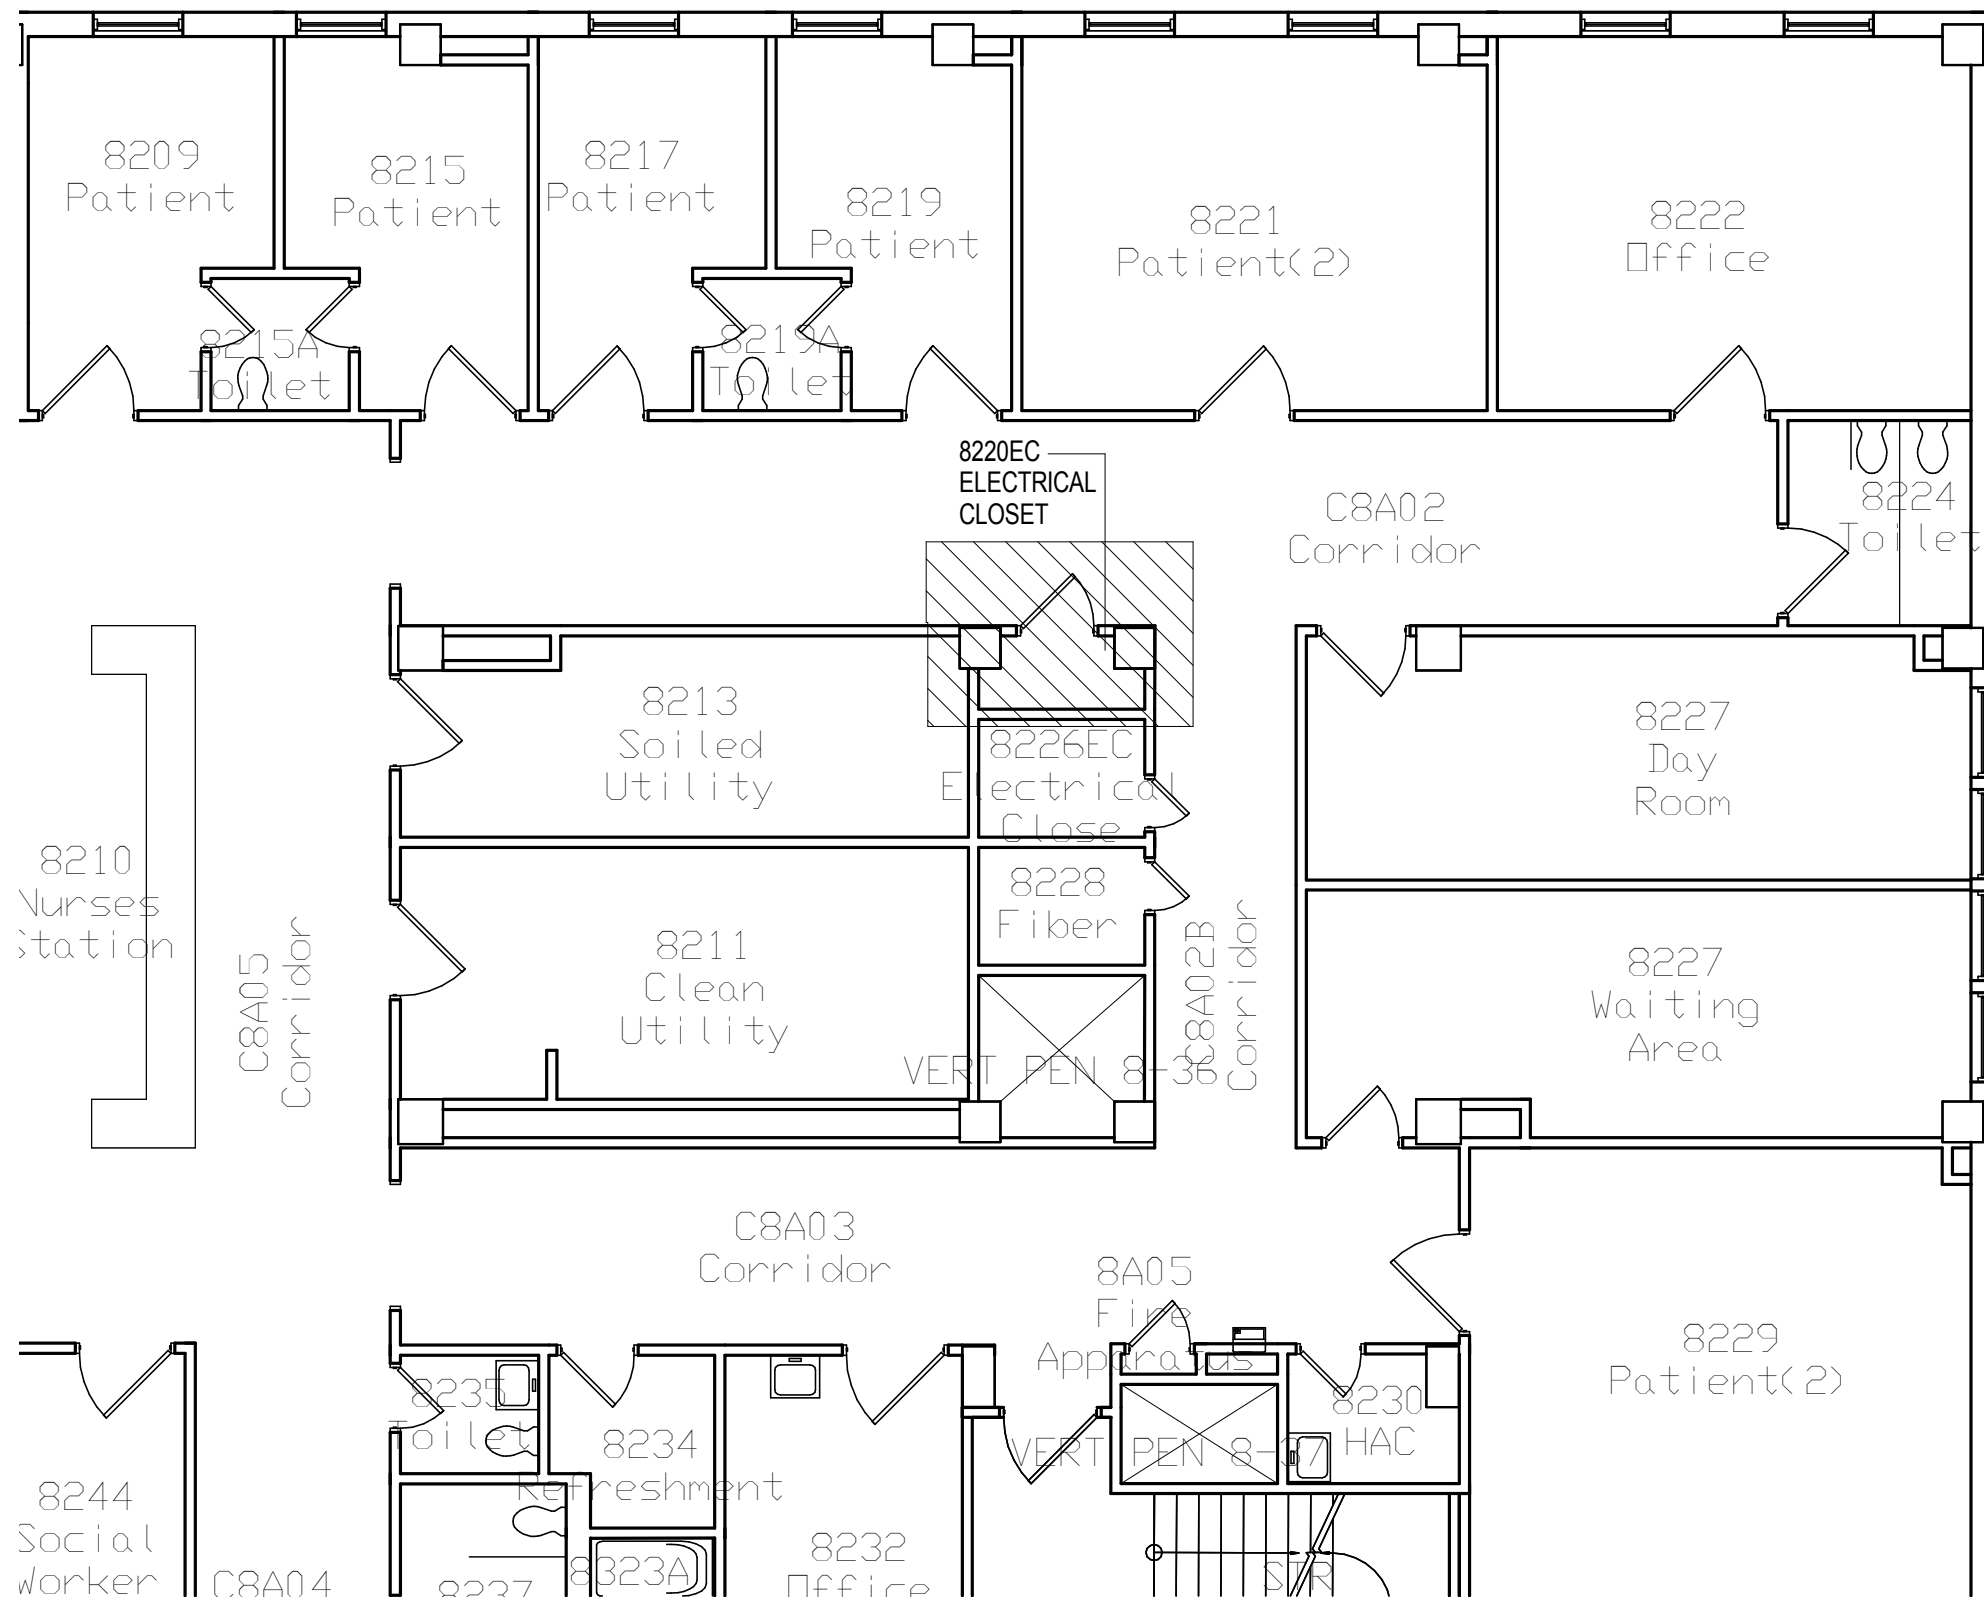 8209
Patient
8215
Patient
8217
Patient
8219
Patient
8221
Patient(2)
8222
Office
8215A
Toilet
8219A
Toilet
8220EC
ELECTRICAL
CLOSET
C8A02
Corridor
8224
Toilet
8213
Soiled
Utility
8226EC
Electrical
Close
8227
Day
Room
8210
Nurses
Station
C8A05
Corridor
8211
Clean
Utility
8228
Fiber
C8A02B
Corridor
8227
Waiting
Area
VERT PEN 8-36
C8A03
Corridor
8A05
Fire
Apparatus
8229
Patient(2)
8235
Toilet
8234
Refreshment
8230
HAC
VERT PEN 8-37
8244
Social
Worker
C8A04
8237
8323A
8232
Office
STR